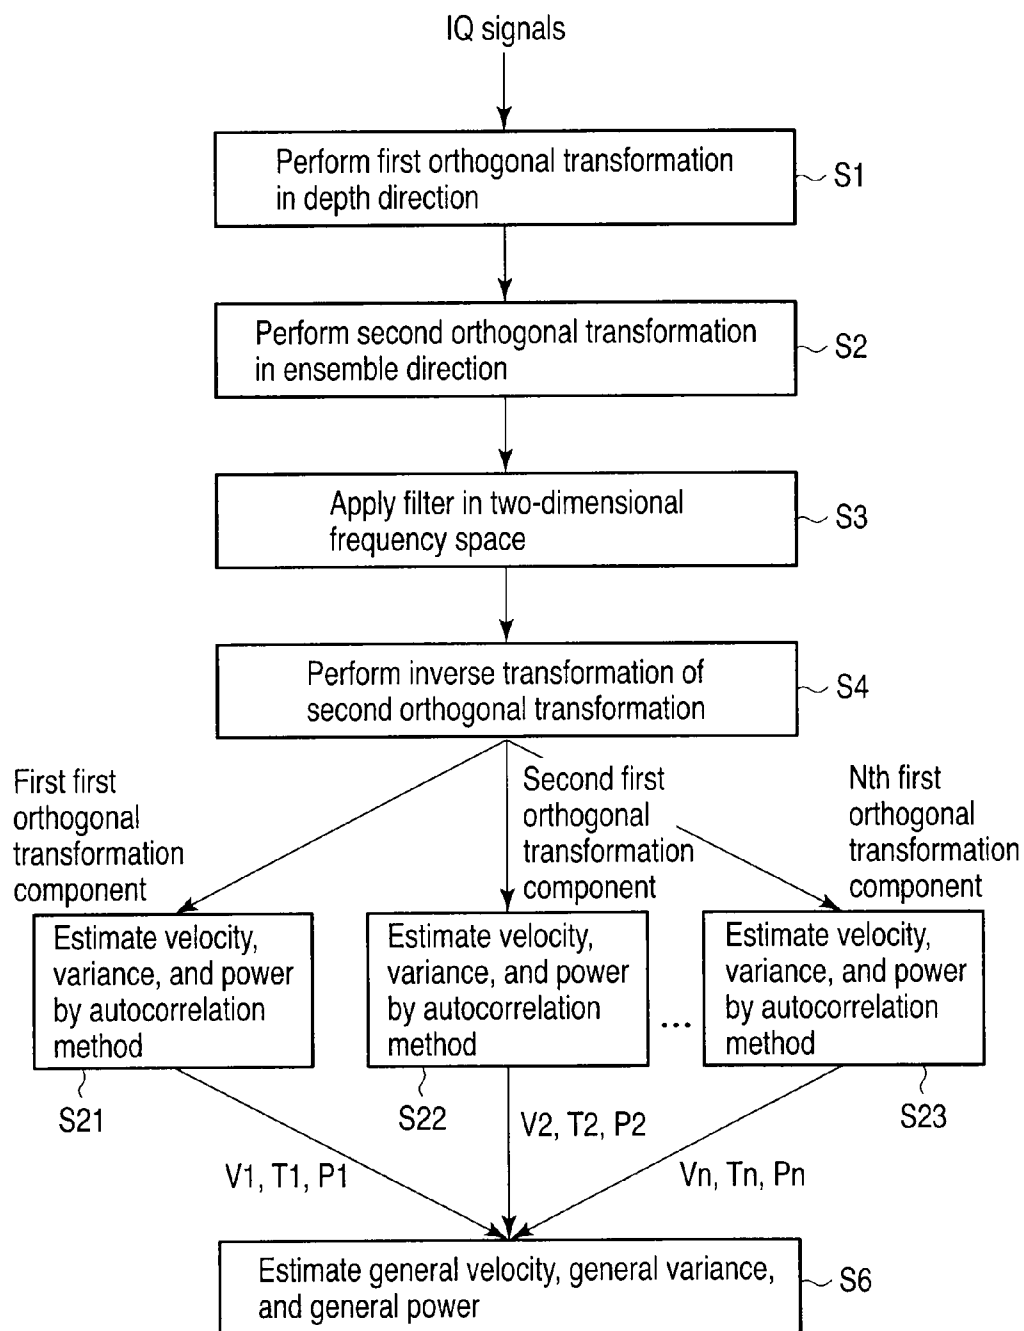 IQ signals
Perform first orthogonal transformation
in depth direction
S1
Perform second orthogonal transformation
in ensemble direction
S2
Apply filter in two-dimensional
frequency space
S3
Perform inverse transformation of
second orthogonal transformation
S4
First first
orthogonal
transformation
component
Second first
orthogonal
transformation
component
Nth first
orthogonal
transformation
component
Estimate velocity,
variance, and power
by autocorrelation
method
S21
Estimate velocity,
variance, and power
by autocorrelation
method
S22
...
Estimate velocity,
variance, and power
by autocorrelation
method
S23
V1, T1, P1
V2, T2, P2
Vn, Tn, Pn
Estimate general velocity, general variance,
and general power
S6